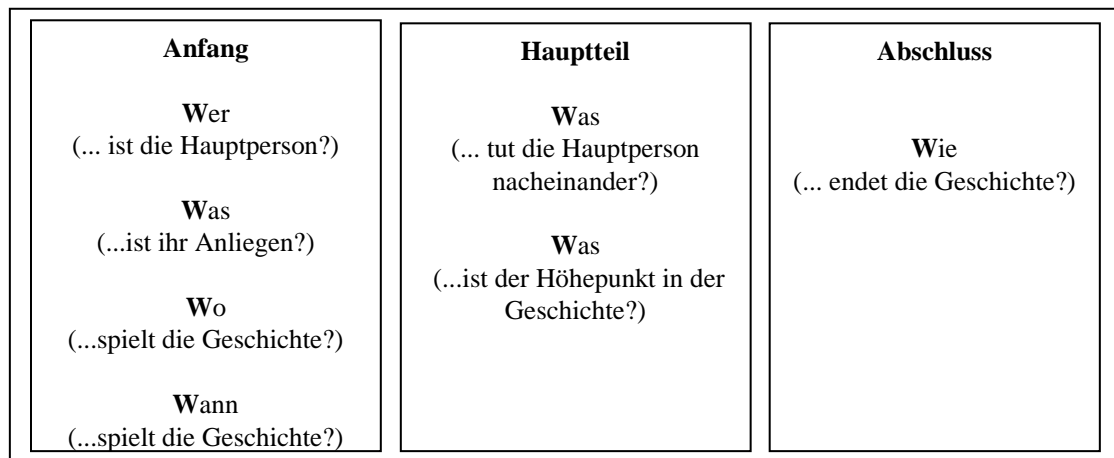 Anfang
Wer
(... ist die Hauptperson?)
Was
(...ist ihr Anliegen?)
Wo
(...spielt die Geschichte?)
Wann
(...spielt die Geschichte?)
Hauptteil
Was
(... tut die Hauptperson
nacheinander?)
Was
(...ist der Höhepunkt in der
Geschichte?)
Abschluss
Wie
(... endet die Geschichte?)